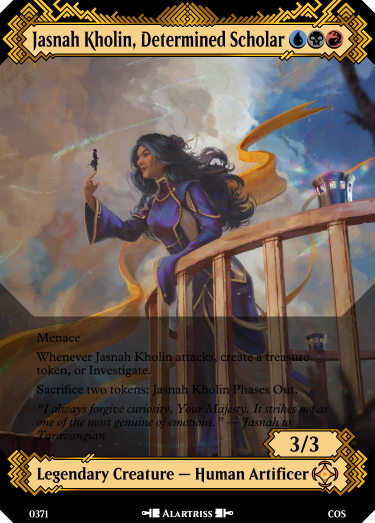 Jasnah Kholin, Determined Scholar
Menace
Whenever Jasnah Kholin attacks, create a treasure
token, or Investigate.
Sacrifice two tokens: Jasnah Kholin Phases Out.
"I always forgive curiosity, Your Majesty. It strikes me as
one of the most genuine of emotions." — Jasnah to
Taravangian
3/3
Legendary Creature — Human Artificer
0371 Alartriss COS